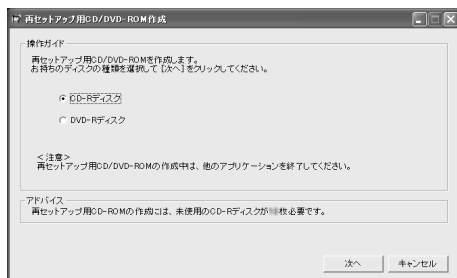 再セットアップ用CD/DVD-ROM作成
操作ガイド
再セットアップ用CD/DVD-ROMを作成します。
お持ちのディスクの種類を選択して［次へ］をクリックしてください。
CD-Rディスク
DVD-Rディスク
<注意>
再セットアップ用CD/DVD-ROMの作成中は、他のアプリケーションを終了してください。
アドバイス
再セットアップ用CD-ROMの作成には、未使用のCD-Rディスクが枚必要です。
次へ
キャンセル